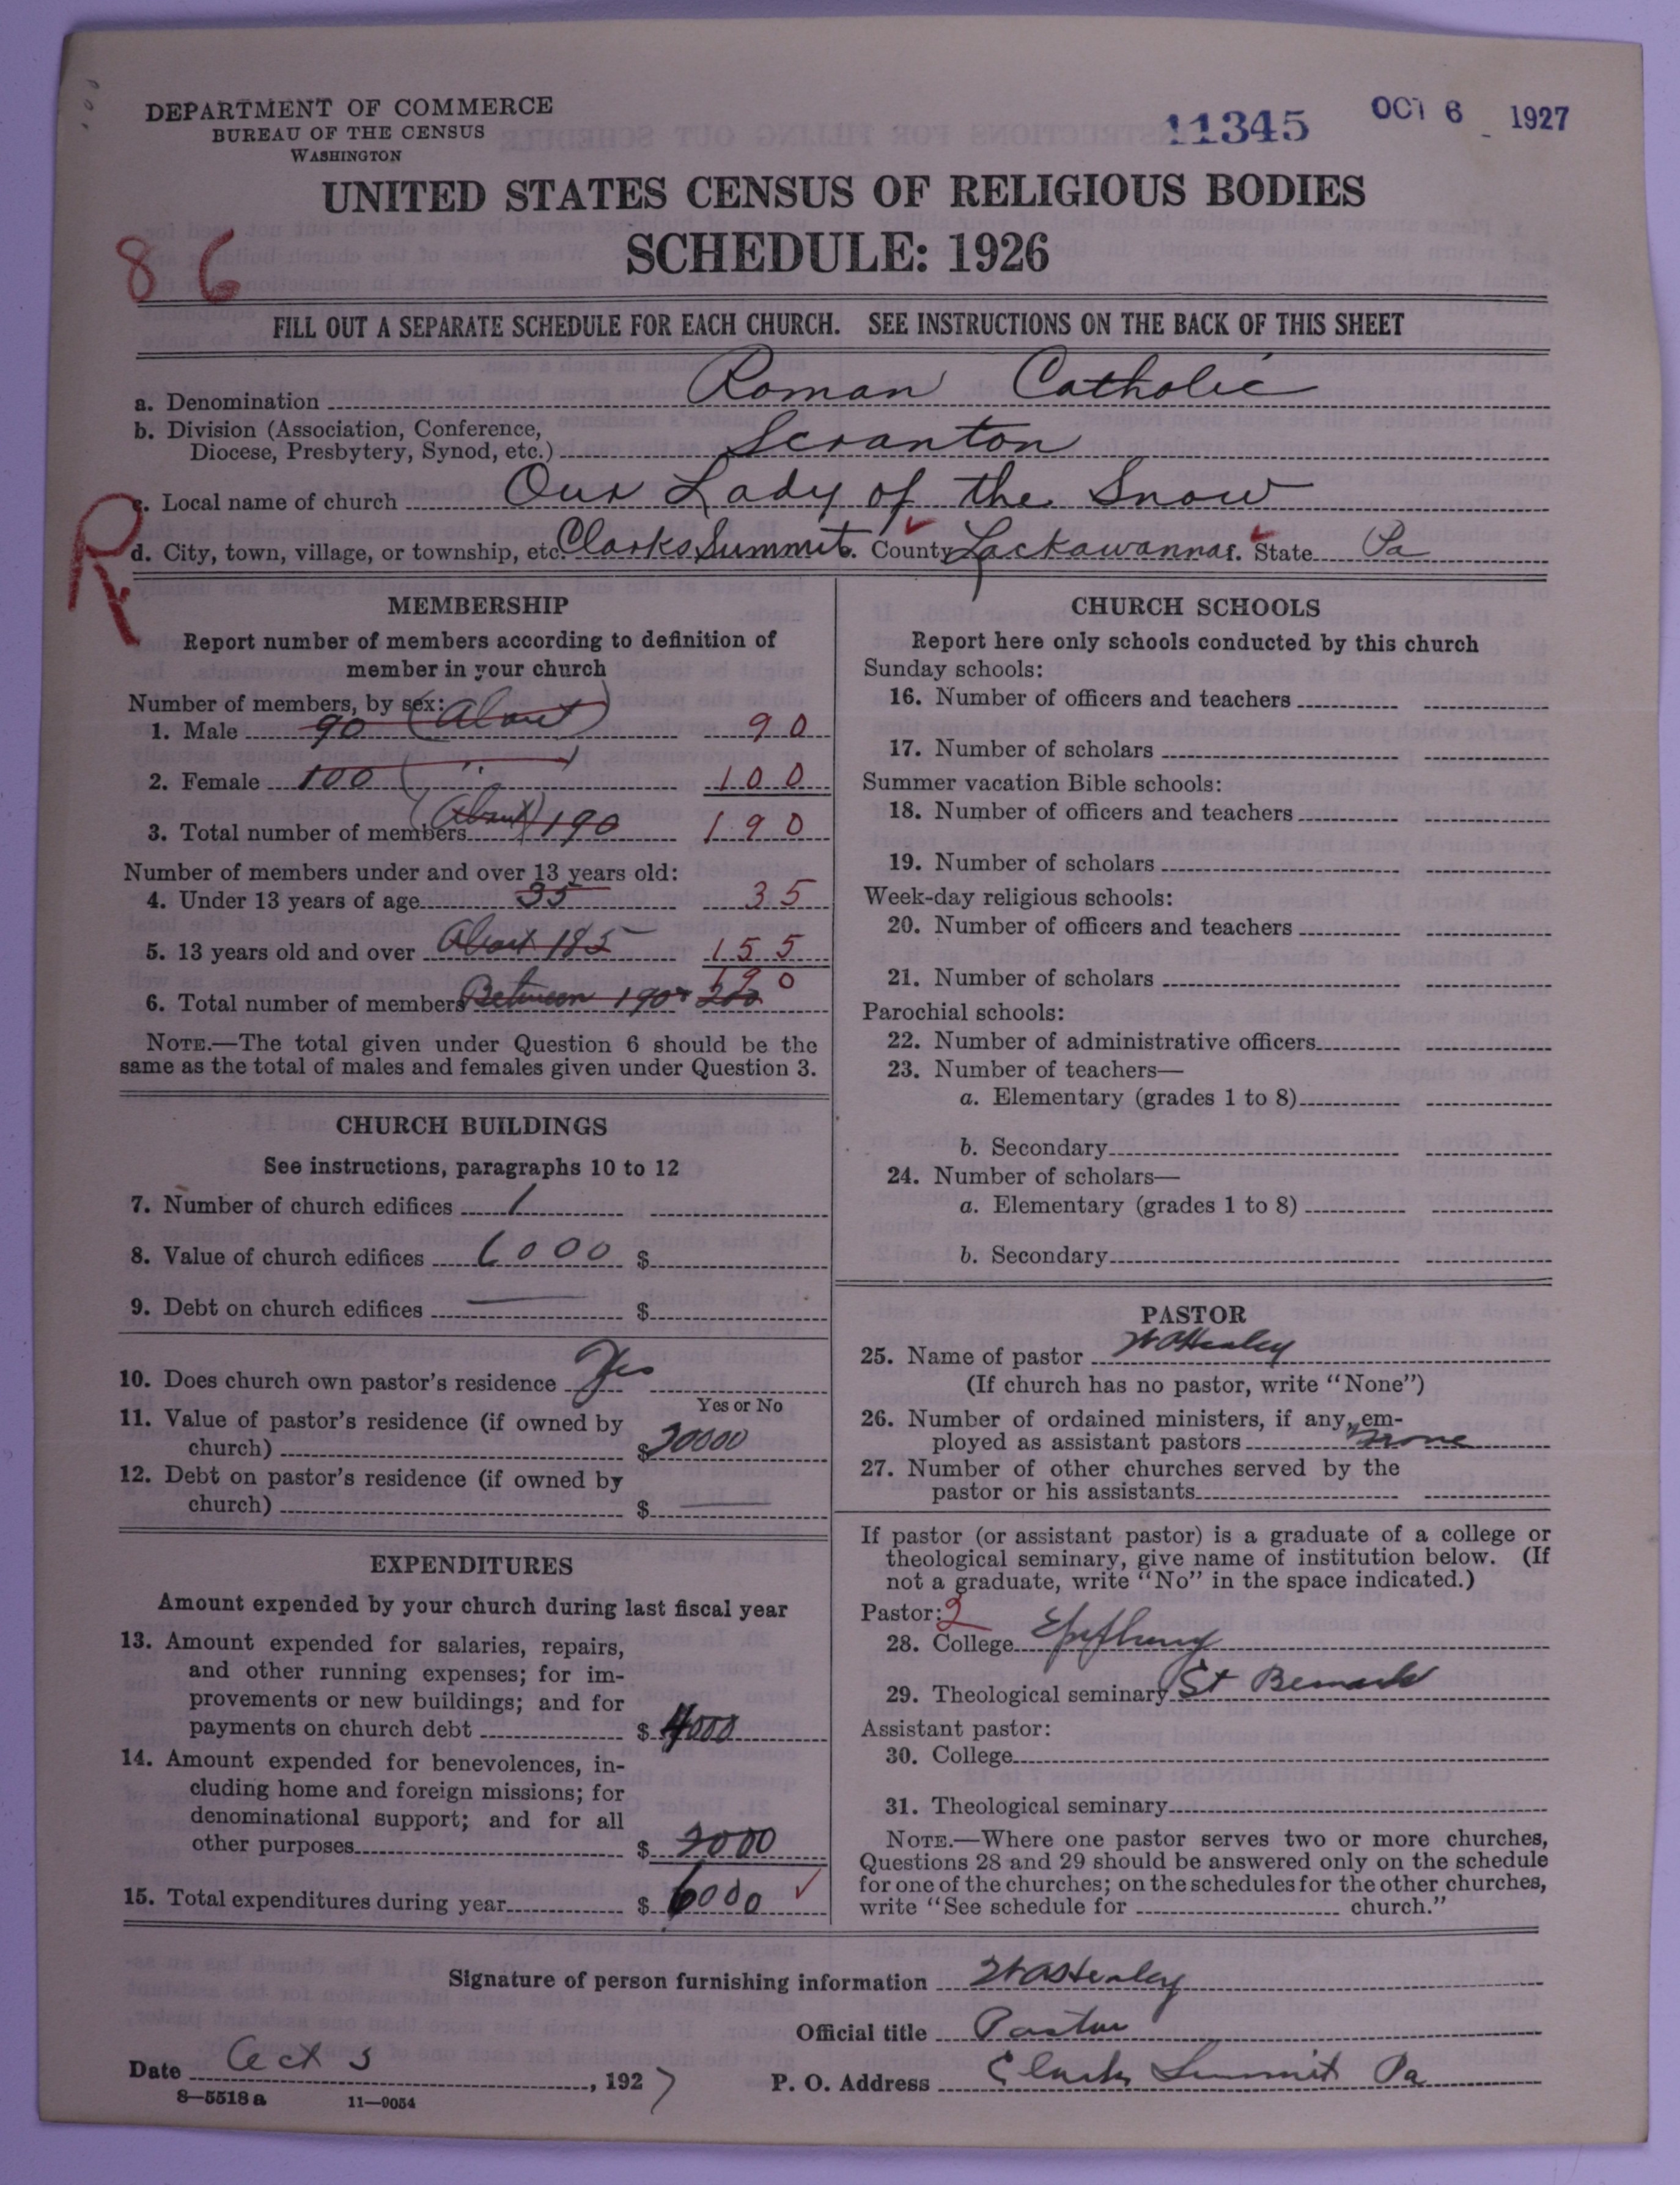 DEPARTMENT OF COMMERCE
BUREAU OF THE CENSUS
WASHINGTON
11345
OCT 6 1927
UNITED STATES CENSUS OF RELIGIOUS BODIES
SCHEDULE: 1926
86
FILL OUT A SEPARATE SCHEDULE FOR EACH CHURCH. SEE INSTRUCTIONS ON THE BACK OF THIS SHEET
a. Denomination Roman Catholic
b. Division (Association, Conference,
Diocese, Presbytery, Synod, etc.) Scranton
c. Local name of church Our Lady of the Snow
R
d. City, town, village, or township, etc. Clarks Summit. County Lackawanna. State Pa
MEMBERSHIP
Report number of members according to definition of
member in your church
Number of members, by sex:
1. Male 90 (About) 90
2. Female 100 ( " ) 100
3. Total number of members (About) 190 190
Number of members under and over 13 years old:
4. Under 13 years of age 35 35
5. 13 years old and over About 185 155
6. Total number of members Between 190 + 200 190
NOTE.—The total given under Question 6 should be the
same as the total of males and females given under Question 3.
CHURCH BUILDINGS
See instructions, paragraphs 10 to 12
7. Number of church edifices 1
8. Value of church edifices 6000 $
9. Debt on church edifices — $
10. Does church own pastor's residence Yes
Yes or No
11. Value of pastor's residence (if owned by
church) $ 20000
12. Debt on pastor's residence (if owned by
church) $ —
EXPENDITURES
Amount expended by your church during last fiscal year
13. Amount expended for salaries, repairs,
and other running expenses; for im-
provements or new buildings; and for
payments on church debt $ 4000
14. Amount expended for benevolences, in-
cluding home and foreign missions; for
denominational support; and for all
other purposes $ 2000
15. Total expenditures during year $ 6000 ✓
CHURCH SCHOOLS
Report here only schools conducted by this church
Sunday schools:
16. Number of officers and teachers
17. Number of scholars
Summer vacation Bible schools:
18. Number of officers and teachers
19. Number of scholars
Week-day religious schools:
20. Number of officers and teachers
21. Number of scholars
Parochial schools:
22. Number of administrative officers
23. Number of teachers—
a. Elementary (grades 1 to 8)
b. Secondary
24. Number of scholars—
a. Elementary (grades 1 to 8)
b. Secondary
PASTOR
25. Name of pastor W A Healey
(If church has no pastor, write "None")
26. Number of ordained ministers, if any, em-
ployed as assistant pastors none
27. Number of other churches served by the
pastor or his assistants
If pastor (or assistant pastor) is a graduate of a college or
theological seminary, give name of institution below. (If
not a graduate, write "No" in the space indicated.)
Pastor: 2
28. College
29. Theological seminary St Bernards
Assistant pastor:
30. College
31. Theological seminary
NOTE.—Where one pastor serves two or more churches,
Questions 28 and 29 should be answered only on the schedule
for one of the churches; on the schedules for the other churches,
write "See schedule for church."
Signature of person furnishing information W A Healey
Official title Pastor
Date Oct 5, 1927
P. O. Address Clarks Summit Pa
8—5518 a 11—9054